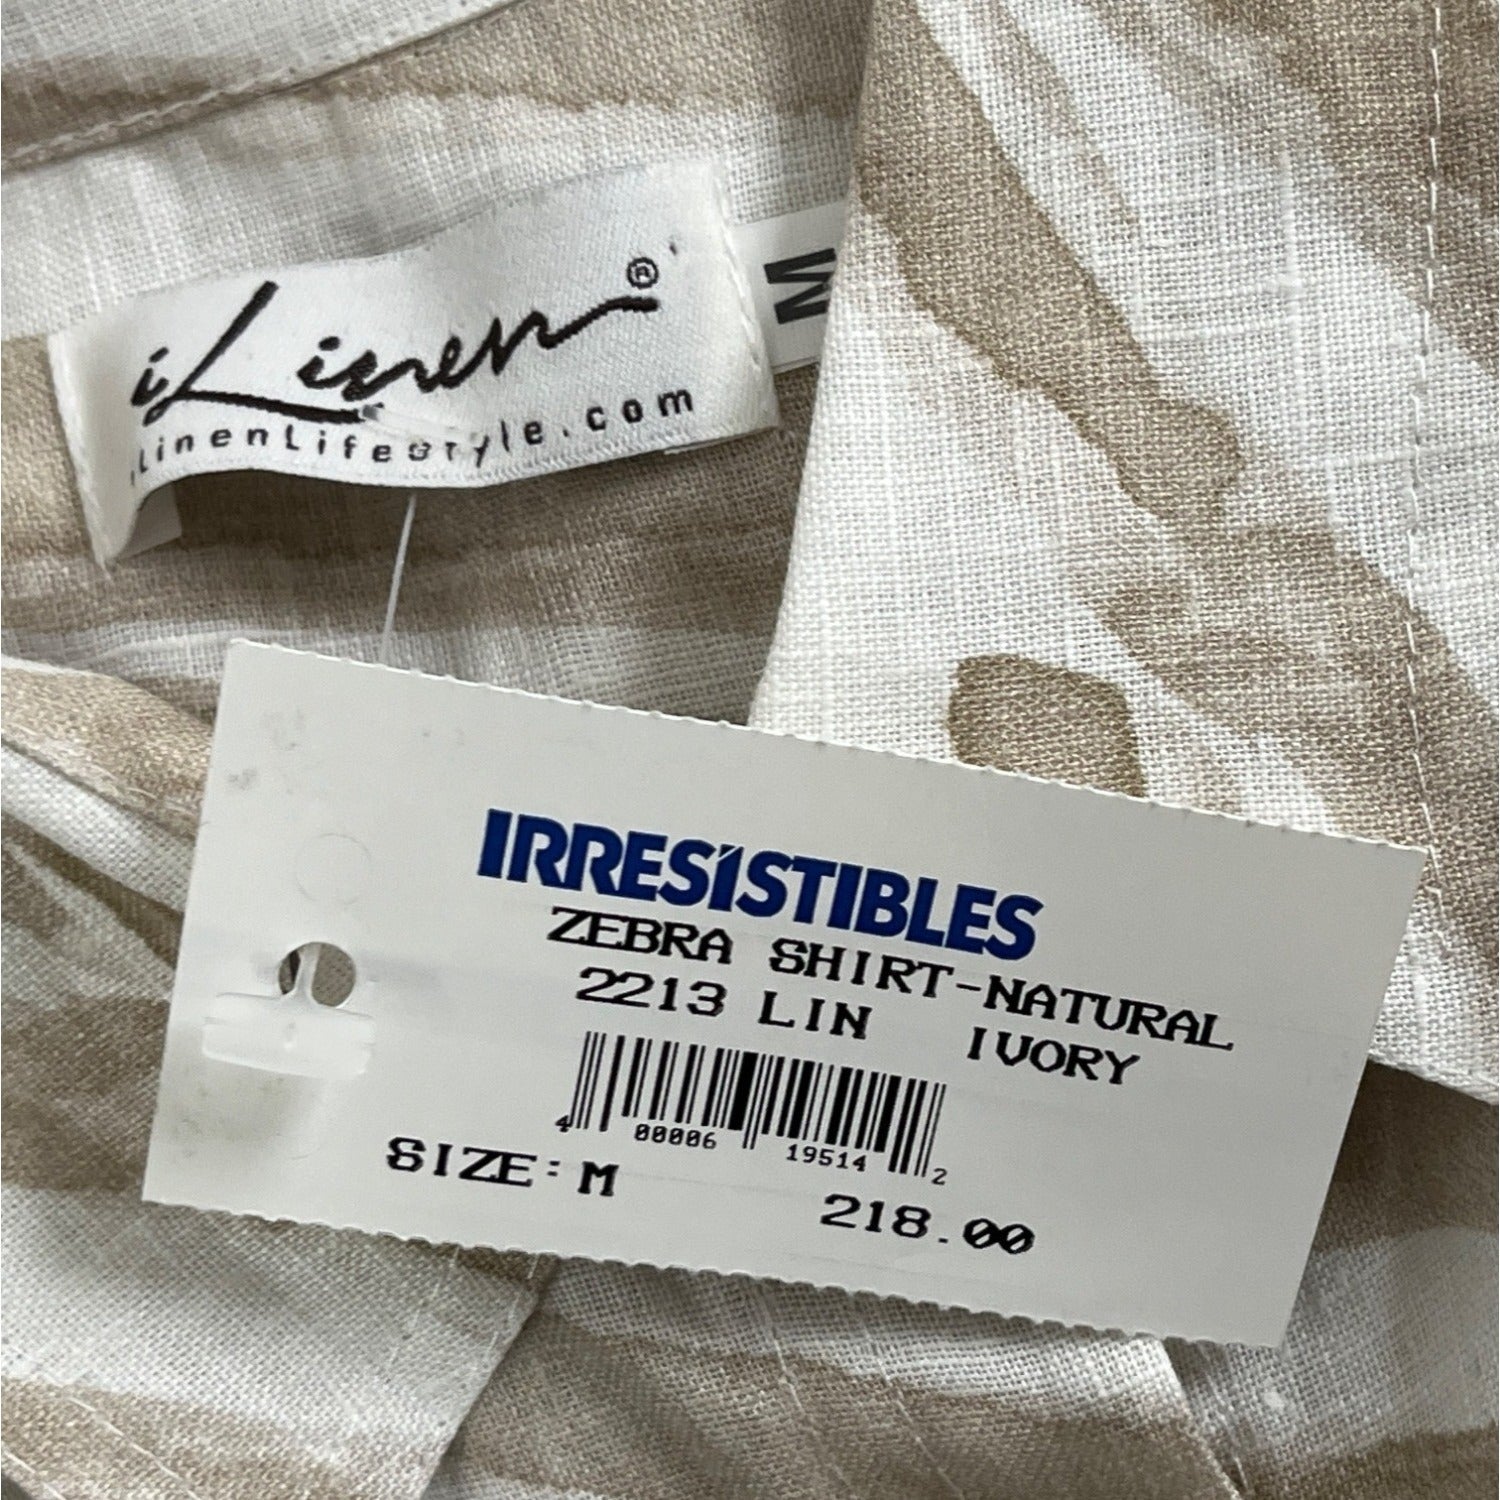 iLinen®
iLinenLifestyle.com
M
IRRESISTIBLES
ZEBRA SHIRT-NATURAL
2213 LIN IVORY
4 00006 19514 2
SIZE: M 218.00